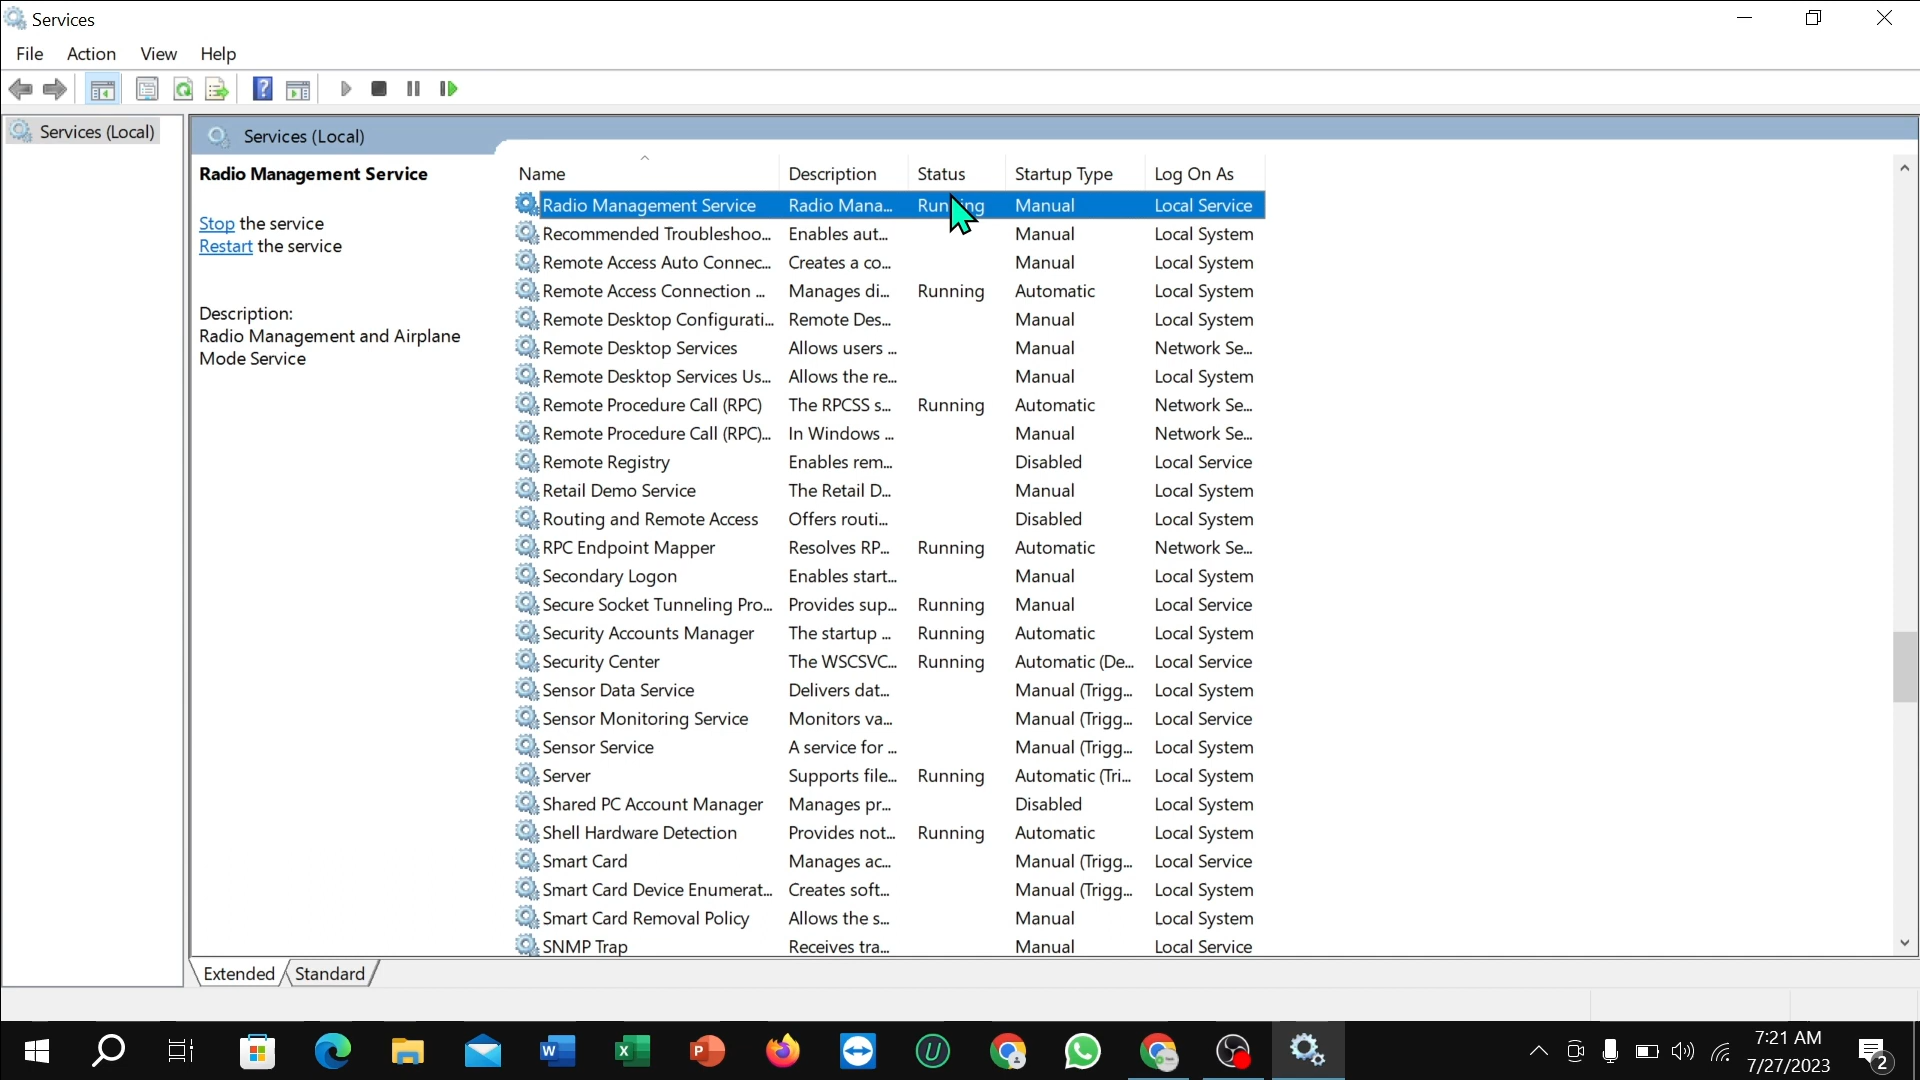 Services
File Action View Help
Services (Local)
Services (Local)
Radio Management Service
Stop the service
Restart the service
Description:
Radio Management and Airplane
Mode Service
Name Description Status Startup Type Log On As
Radio Management Service Radio Mana... Running Manual Local Service
Recommended Troubleshoo... Enables aut... Manual Local System
Remote Access Auto Connec... Creates a co... Manual Local System
Remote Access Connection ... Manages di... Running Automatic Local System
Remote Desktop Configurati... Remote Des... Manual Local System
Remote Desktop Services Allows users ... Manual Network Se...
Remote Desktop Services Us... Allows the re... Manual Local System
Remote Procedure Call (RPC) The RPCSS s... Running Automatic Network Se...
Remote Procedure Call (RPC)... In Windows ... Manual Network Se...
Remote Registry Enables rem... Disabled Local Service
Retail Demo Service The Retail D... Manual Local System
Routing and Remote Access Offers routi... Disabled Local System
RPC Endpoint Mapper Resolves RP... Running Automatic Network Se...
Secondary Logon Enables start... Manual Local System
Secure Socket Tunneling Pro... Provides sup... Running Manual Local Service
Security Accounts Manager The startup ... Running Automatic Local System
Security Center The WSCSVC... Running Automatic (De... Local Service
Sensor Data Service Delivers dat... Manual (Trigg... Local System
Sensor Monitoring Service Monitors va... Manual (Trigg... Local Service
Sensor Service A service for ... Manual (Trigg... Local System
Server Supports file... Running Automatic (Tri... Local System
Shared PC Account Manager Manages pr... Disabled Local System
Shell Hardware Detection Provides not... Running Automatic Local System
Smart Card Manages ac... Manual (Trigg... Local Service
Smart Card Device Enumerat... Creates soft... Manual (Trigg... Local System
Smart Card Removal Policy Allows the s... Manual Local System
SNMP Trap Receives tra... Manual Local Service
Extended Standard
7:21 AM
7/27/2023
2